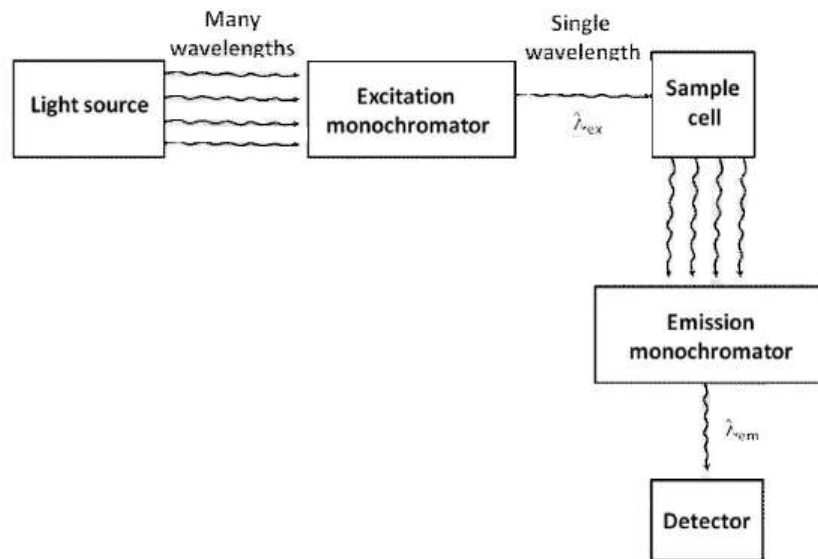 Many
wavelengths
Single
wavelength
Light source
Excitation
monochromator
λex
Sample
cell
Emission
monochromator
λem
Detector